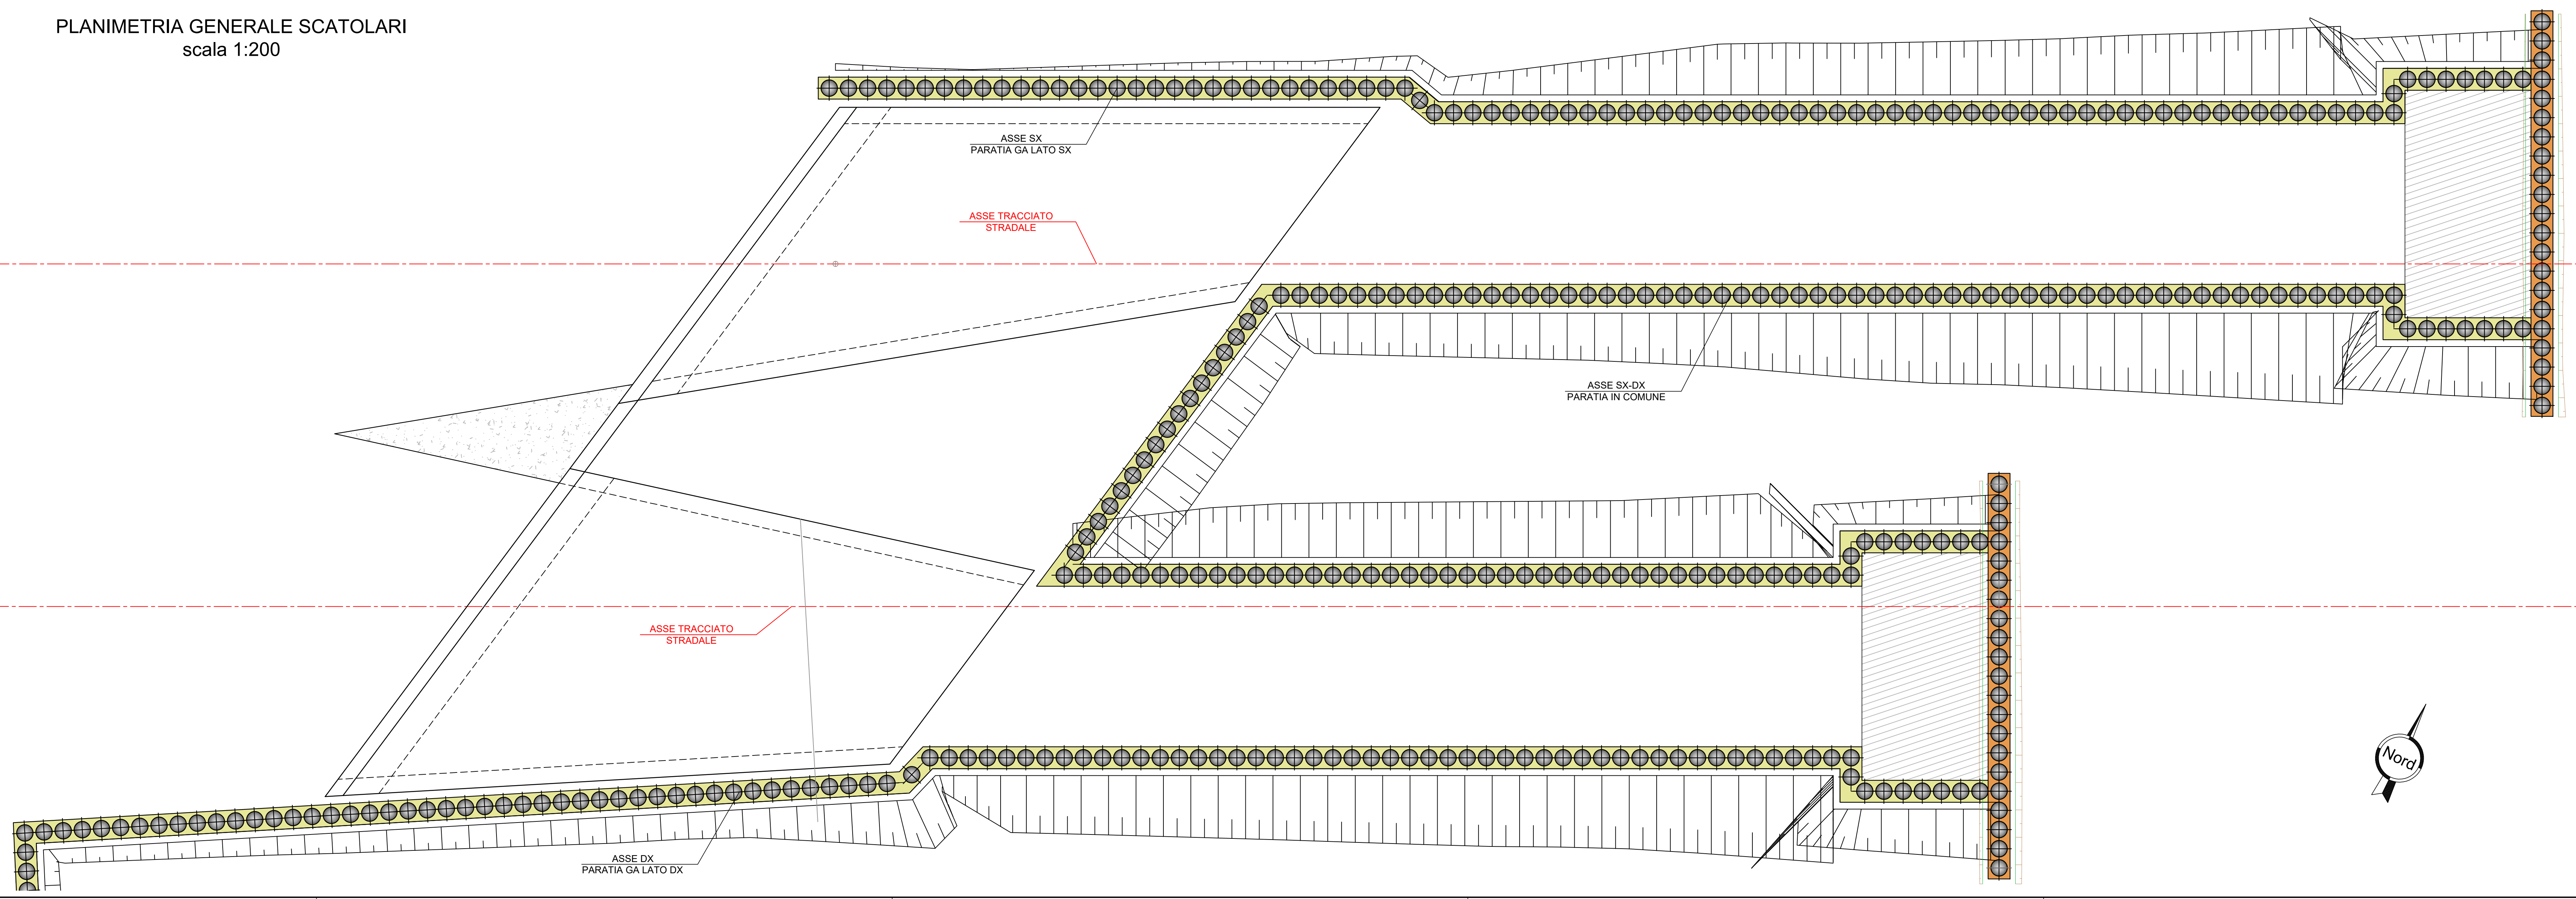 PLANIMETRIA GENERALE SCATOLARI
scala 1:200
ASSE SX
PARATIA GA LATO SX
ASSE TRACCIATO
STRADALE
ASSE SX-DX
PARATIA IN COMUNE
ASSE TRACCIATO
STRADALE
Nord
ASSE DX
PARATIA GA LATO DX